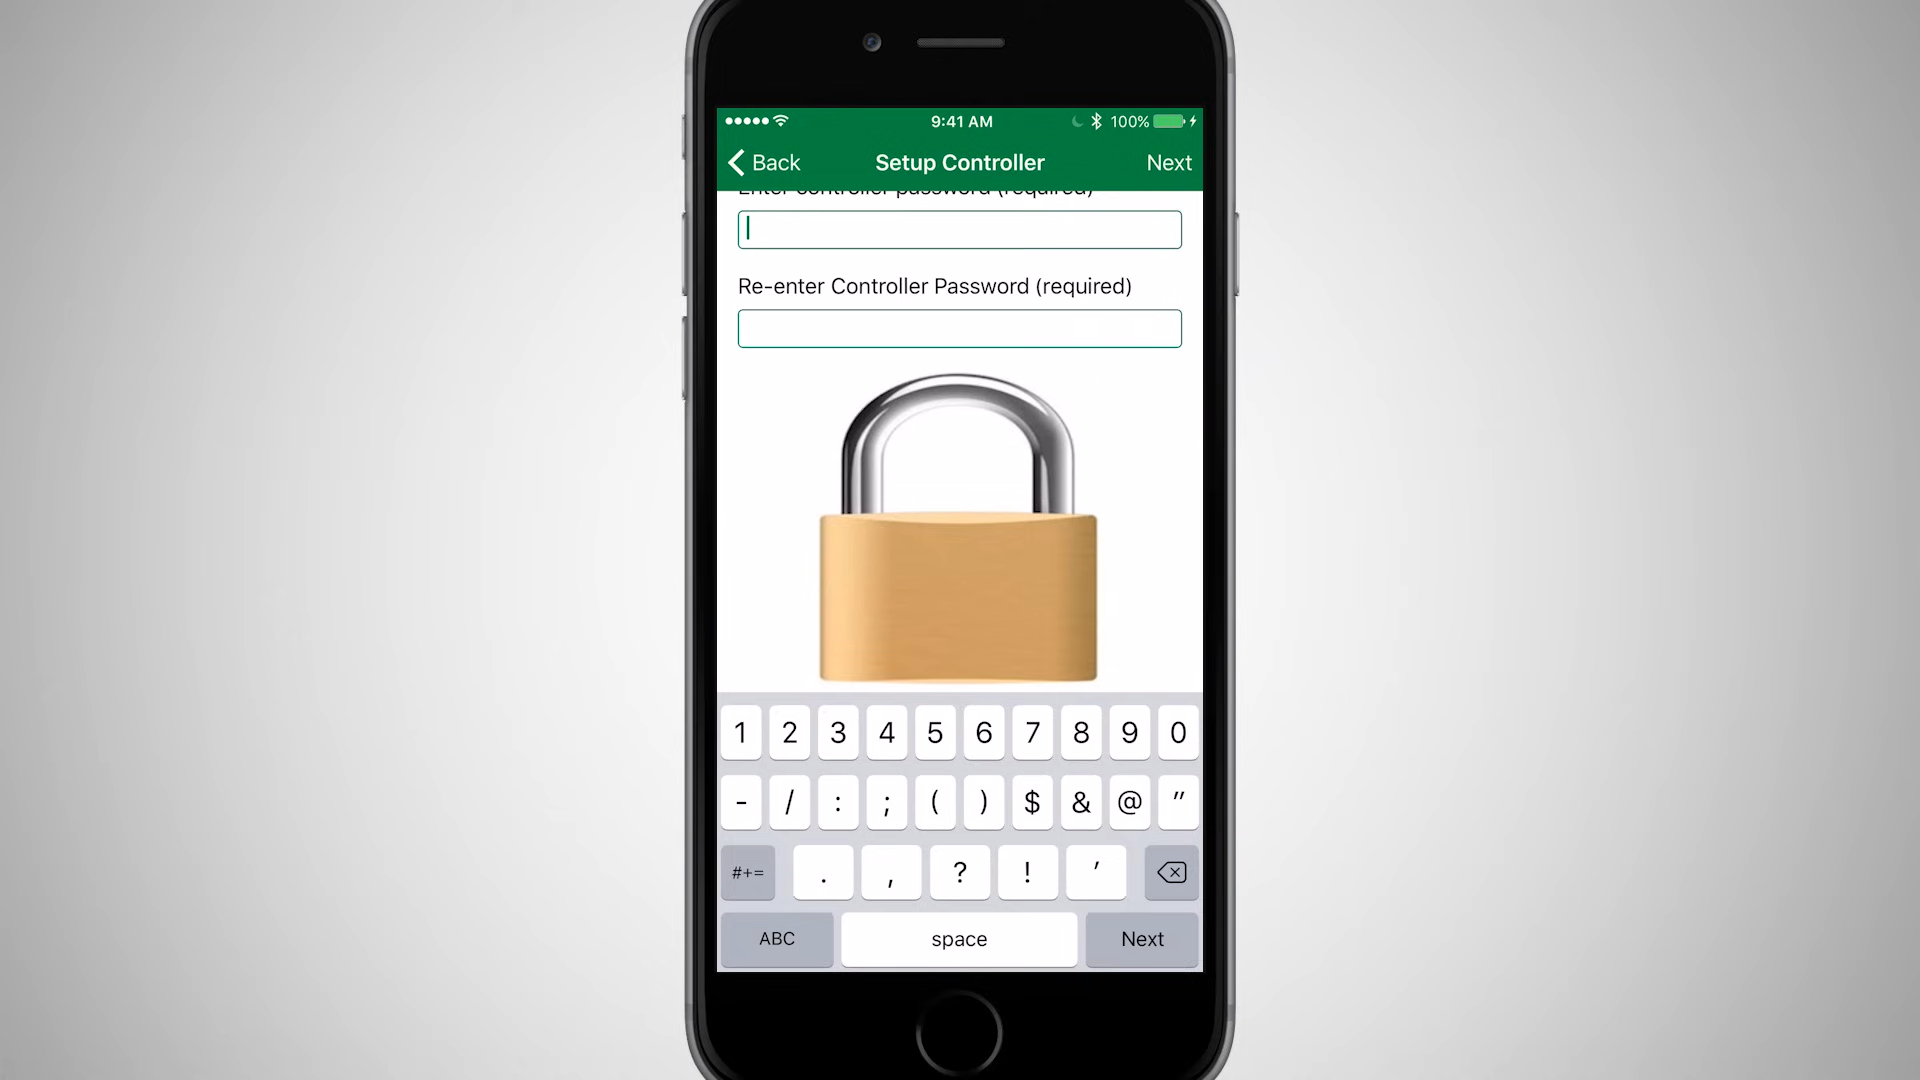 9:41 AM 100%
Back Setup Controller Next
Enter controller password (required)
Re-enter Controller Password (required)
1 2 3 4 5 6 7 8 9 0
- / : ; ( ) $ & @ "
#+= . , ? ! '
ABC space Next